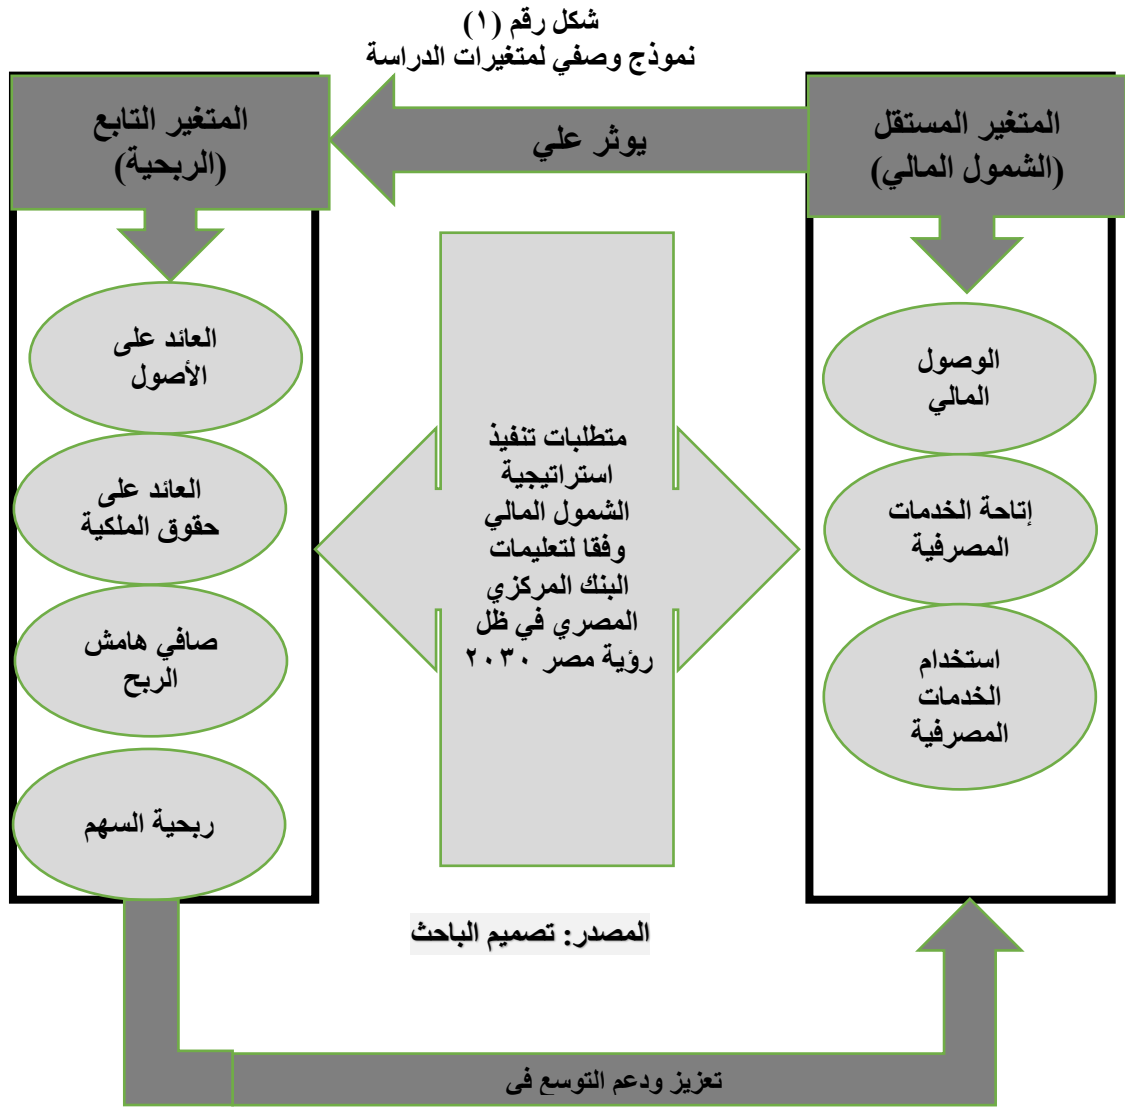 شكل رقم (١)
نموذج وصفي لمتغيرات الدراسة
المتغير المستقل
(الشمول المالي)
يوثر علي
المتغير التابع
(الربحية)
الوصول
المالي
إتاحة الخدمات
المصرفية
استخدام
الخدمات
المصرفية
متطلبات تنفيذ
استراتيجية
الشمول المالي
وفقا لتعليمات
البنك المركزي
المصري في ظل
رؤية مصر ٢٠٣٠
العائد على
الأصول
العائد على
حقوق الملكية
صافي هامش
الربح
ربحية السهم
المصدر: تصميم الباحث
تعزيز ودعم التوسع فى